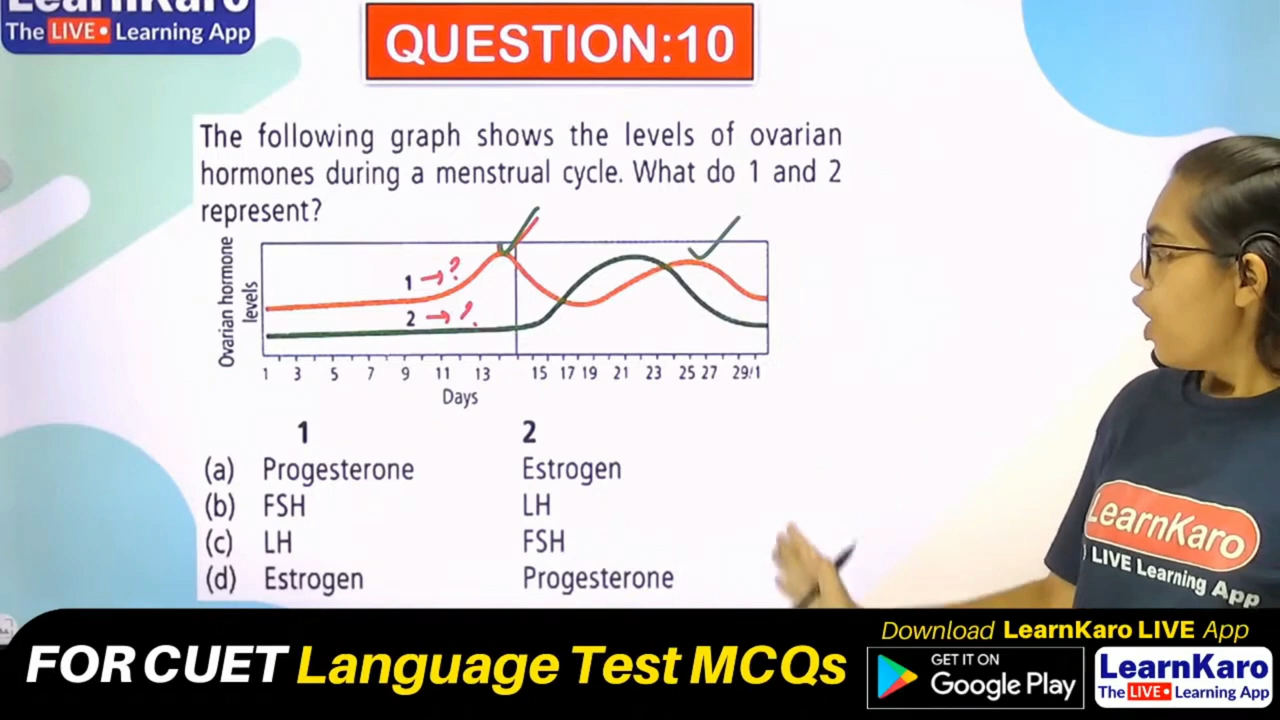 LearnKaro
The LIVE • Learning App
QUESTION:10
The following graph shows the levels of ovarian
hormones during a menstrual cycle. What do 1 and 2
represent?
Ovarian hormone
levels
1 → ?
2 → ?
1 3 5 7 9 11 13 15 17 19 21 23 25 27 29/1
Days
1 2
(a) Progesterone Estrogen
(b) FSH LH
(c) LH FSH
(d) Estrogen Progesterone
LearnKaro
LIVE Learning App
FOR CUET Language Test MCQs
Download LearnKaro LIVE App
GET IT ON
Google Play
LearnKaro
The LIVE • Learning App